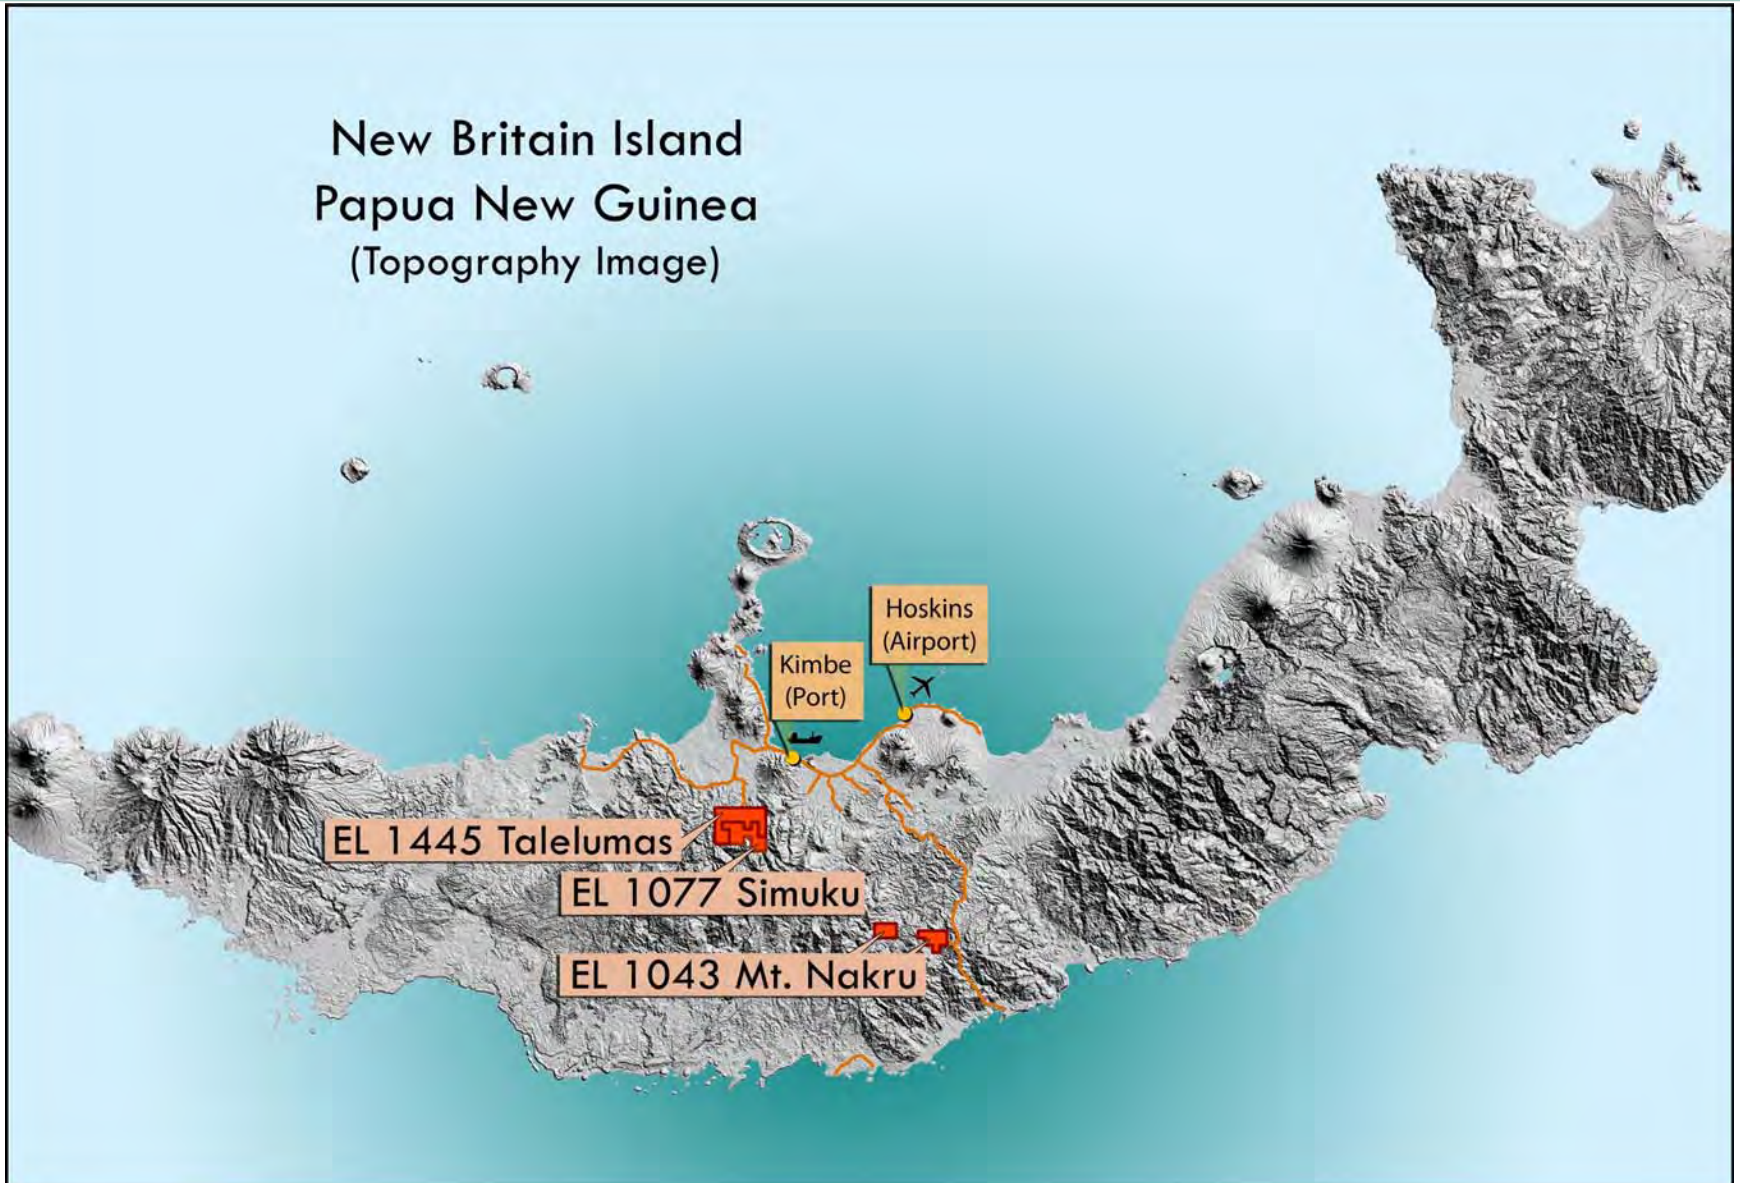 New Britain Island
Papua New Guinea
(Topography Image)
Hoskins
(Airport)
Kimbe
(Port)
EL 1445 Talelumas
EL 1077 Simuku
EL 1043 Mt. Nakru